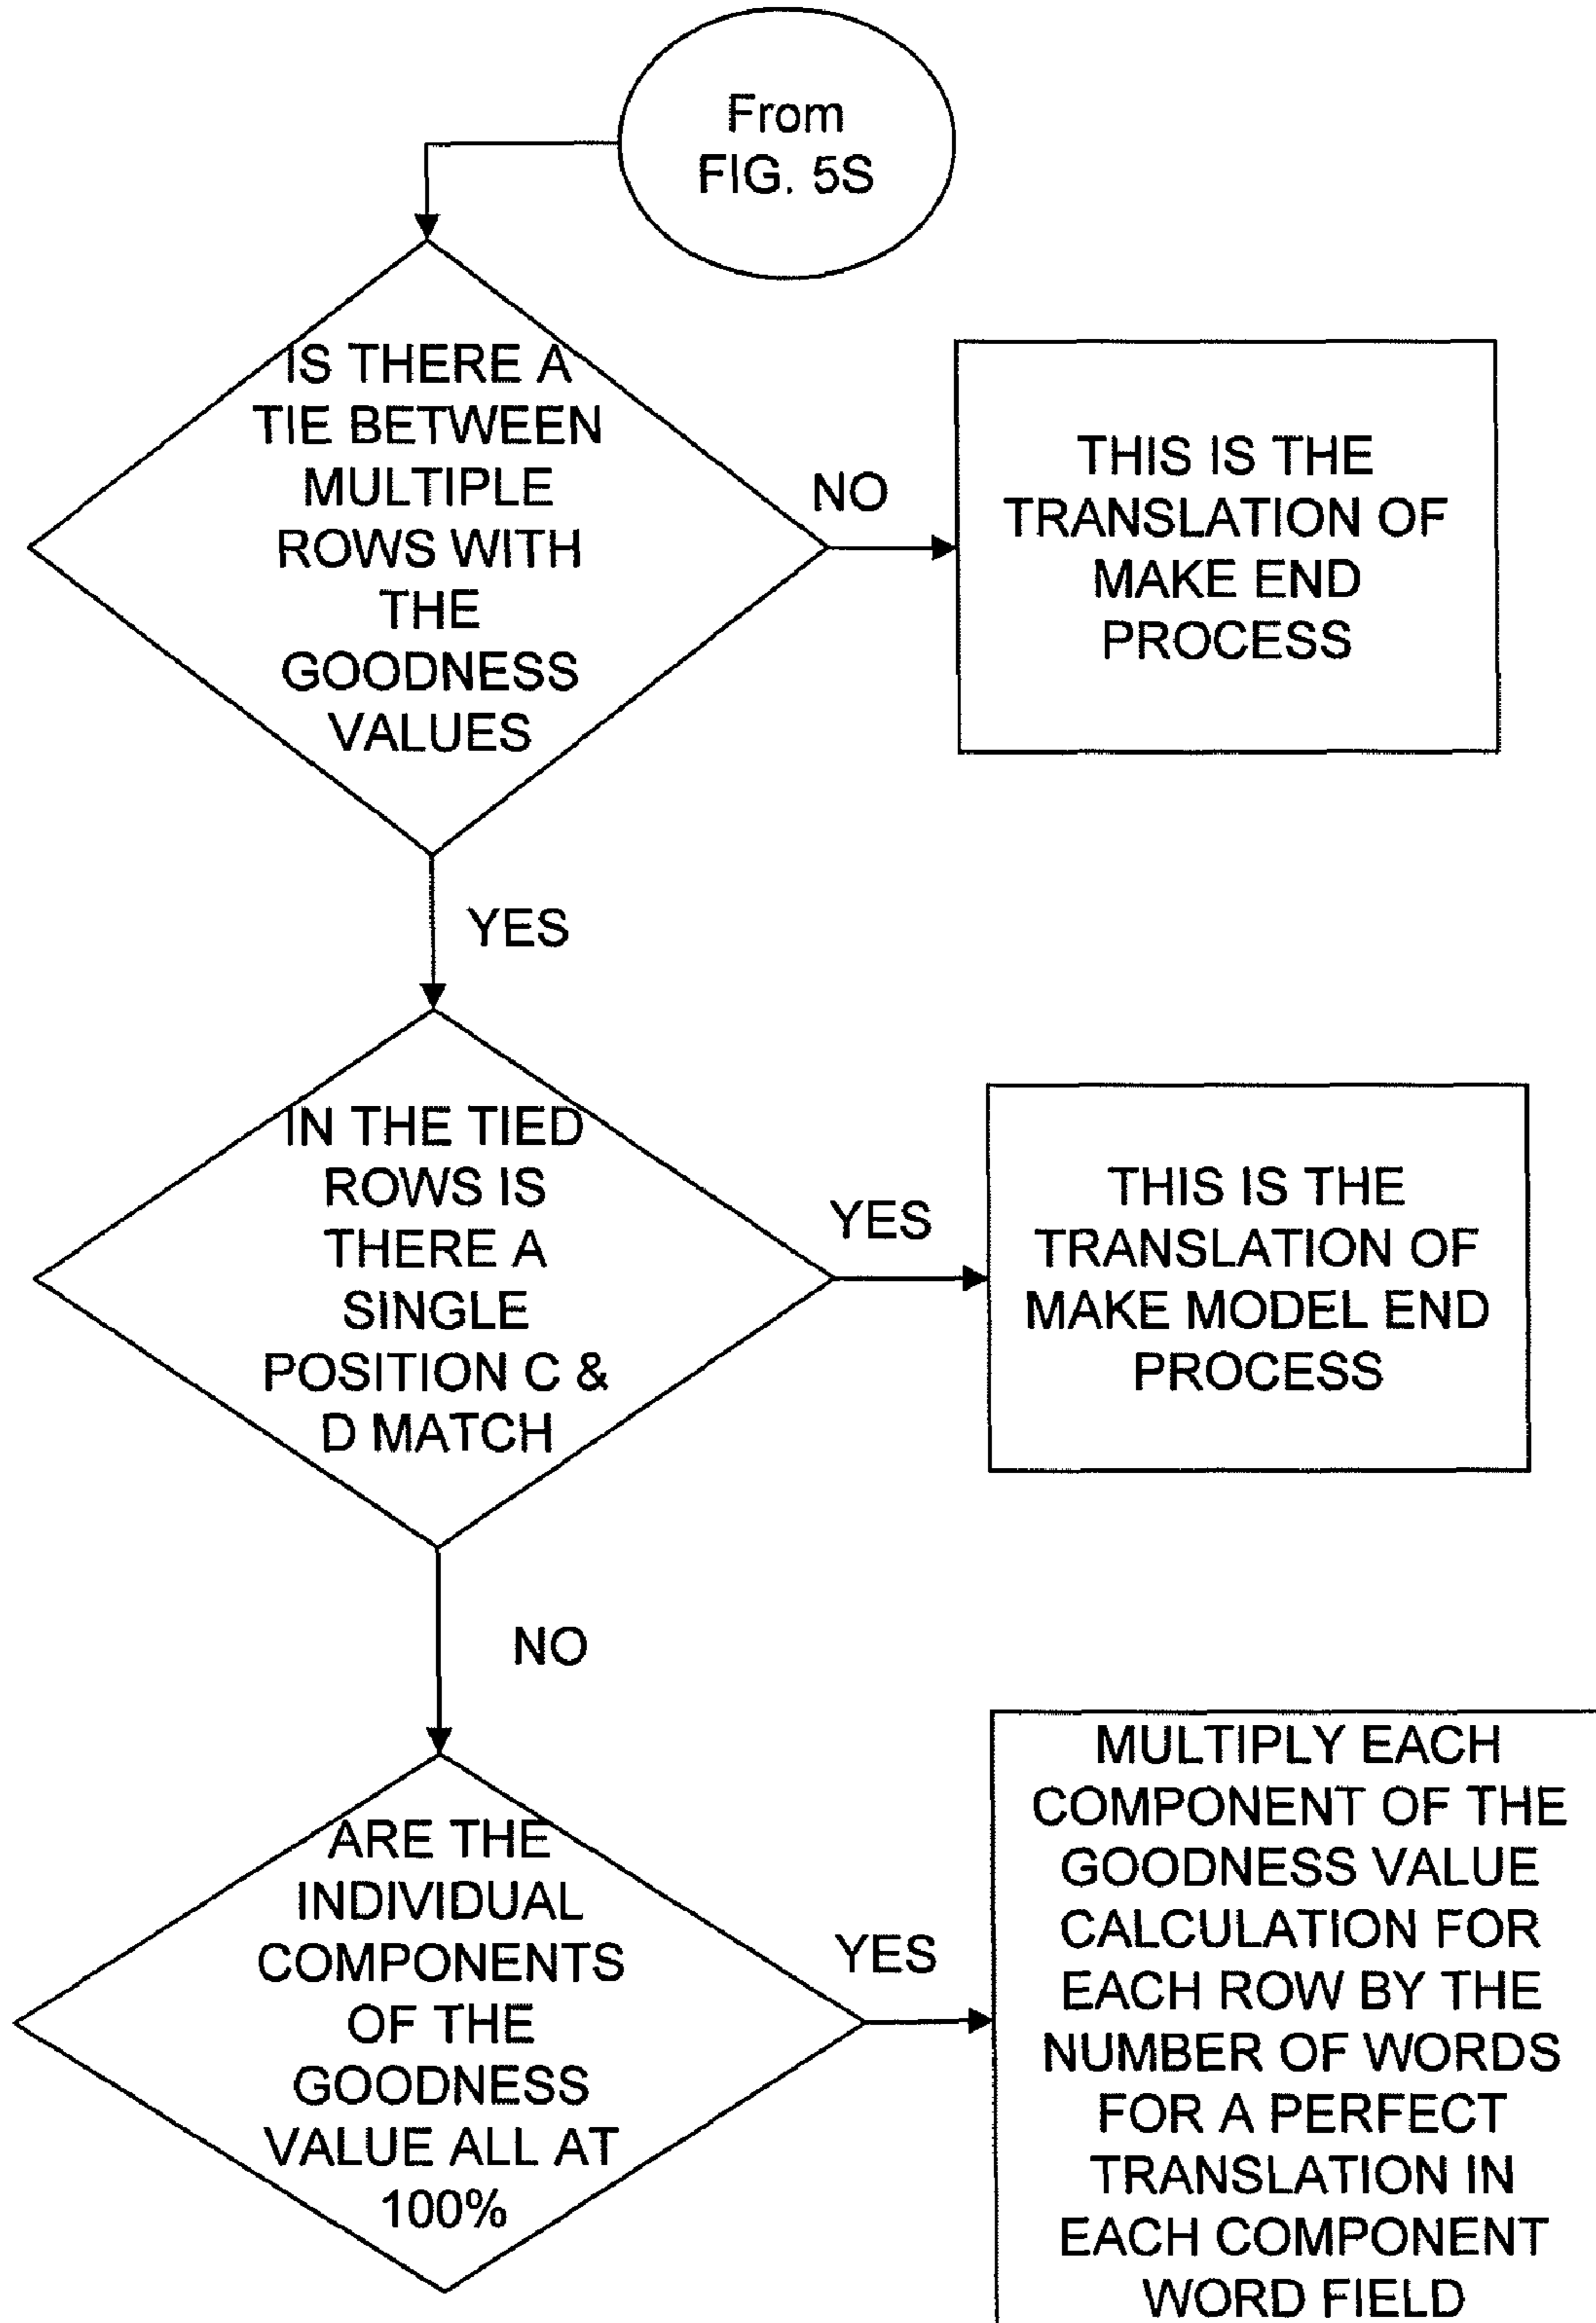 From
FIG. 5S
IS THERE A
TIE BETWEEN
MULTIPLE
ROWS WITH
THE
GOODNESS
VALUES
NO
THIS IS THE
TRANSLATION OF
MAKE END
PROCESS
YES
IN THE TIED
ROWS IS
THERE A
SINGLE
POSITION C &
D MATCH
YES
THIS IS THE
TRANSLATION OF
MAKE MODEL END
PROCESS
NO
ARE THE
INDIVIDUAL
COMPONENTS
OF THE
GOODNESS
VALUE ALL AT
100%
YES
MULTIPLY EACH
COMPONENT OF THE
GOODNESS VALUE
CALCULATION FOR
EACH ROW BY THE
NUMBER OF WORDS
FOR A PERFECT
TRANSLATION IN
EACH COMPONENT
WORD FIELD